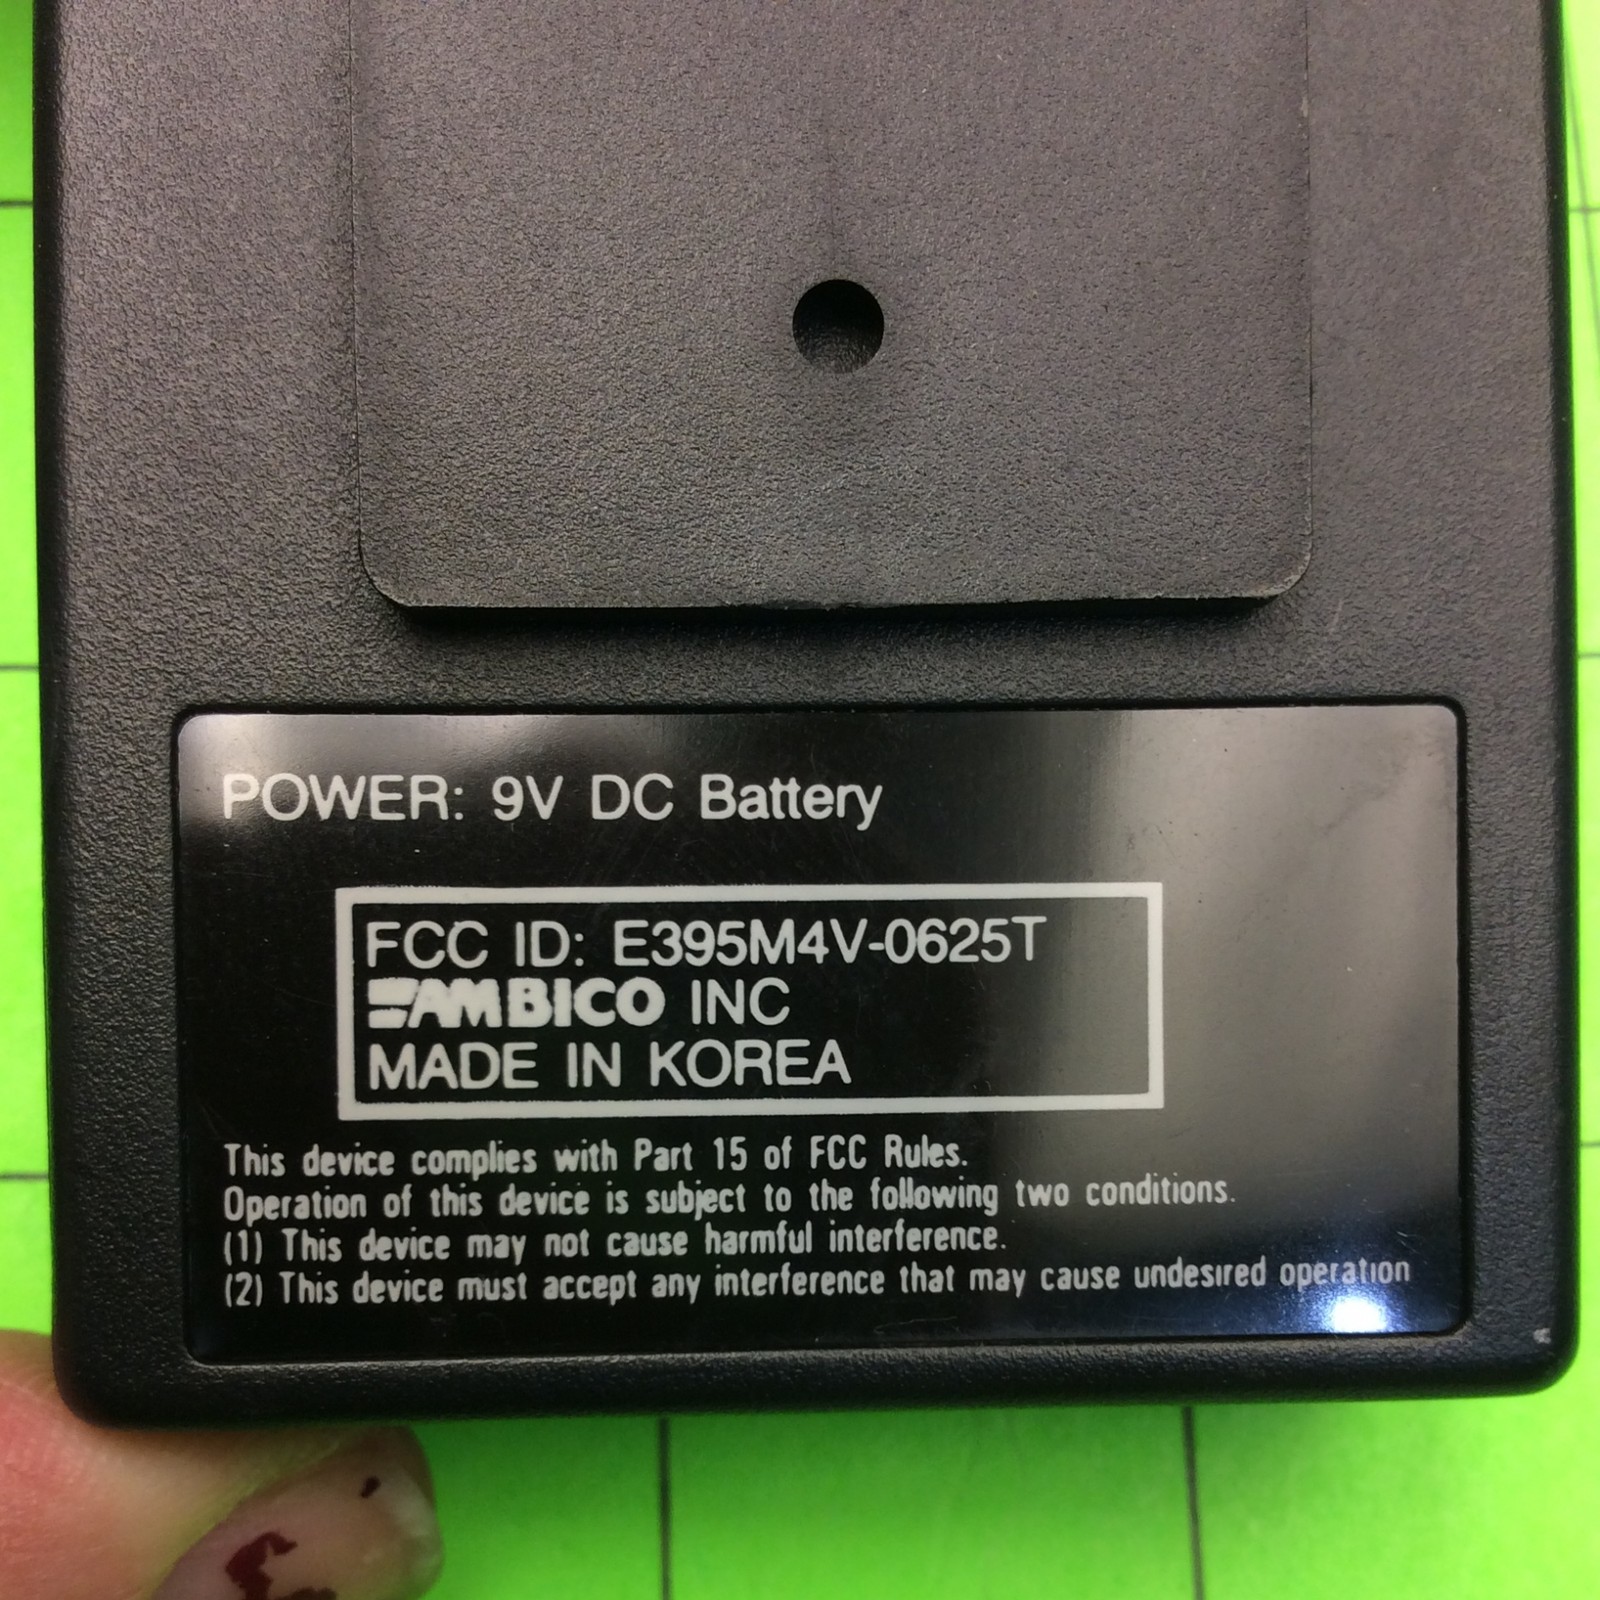 POWER: 9V DC Battery
FCC ID: E395M4V-0625T
AMBICO INC
MADE IN KOREA
This device complies with Part 15 of FCC Rules.
Operation of this device is subject to the following two conditions.
(1) This device may not cause harmful interference.
(2) This device must accept any interference that may cause undesired operation